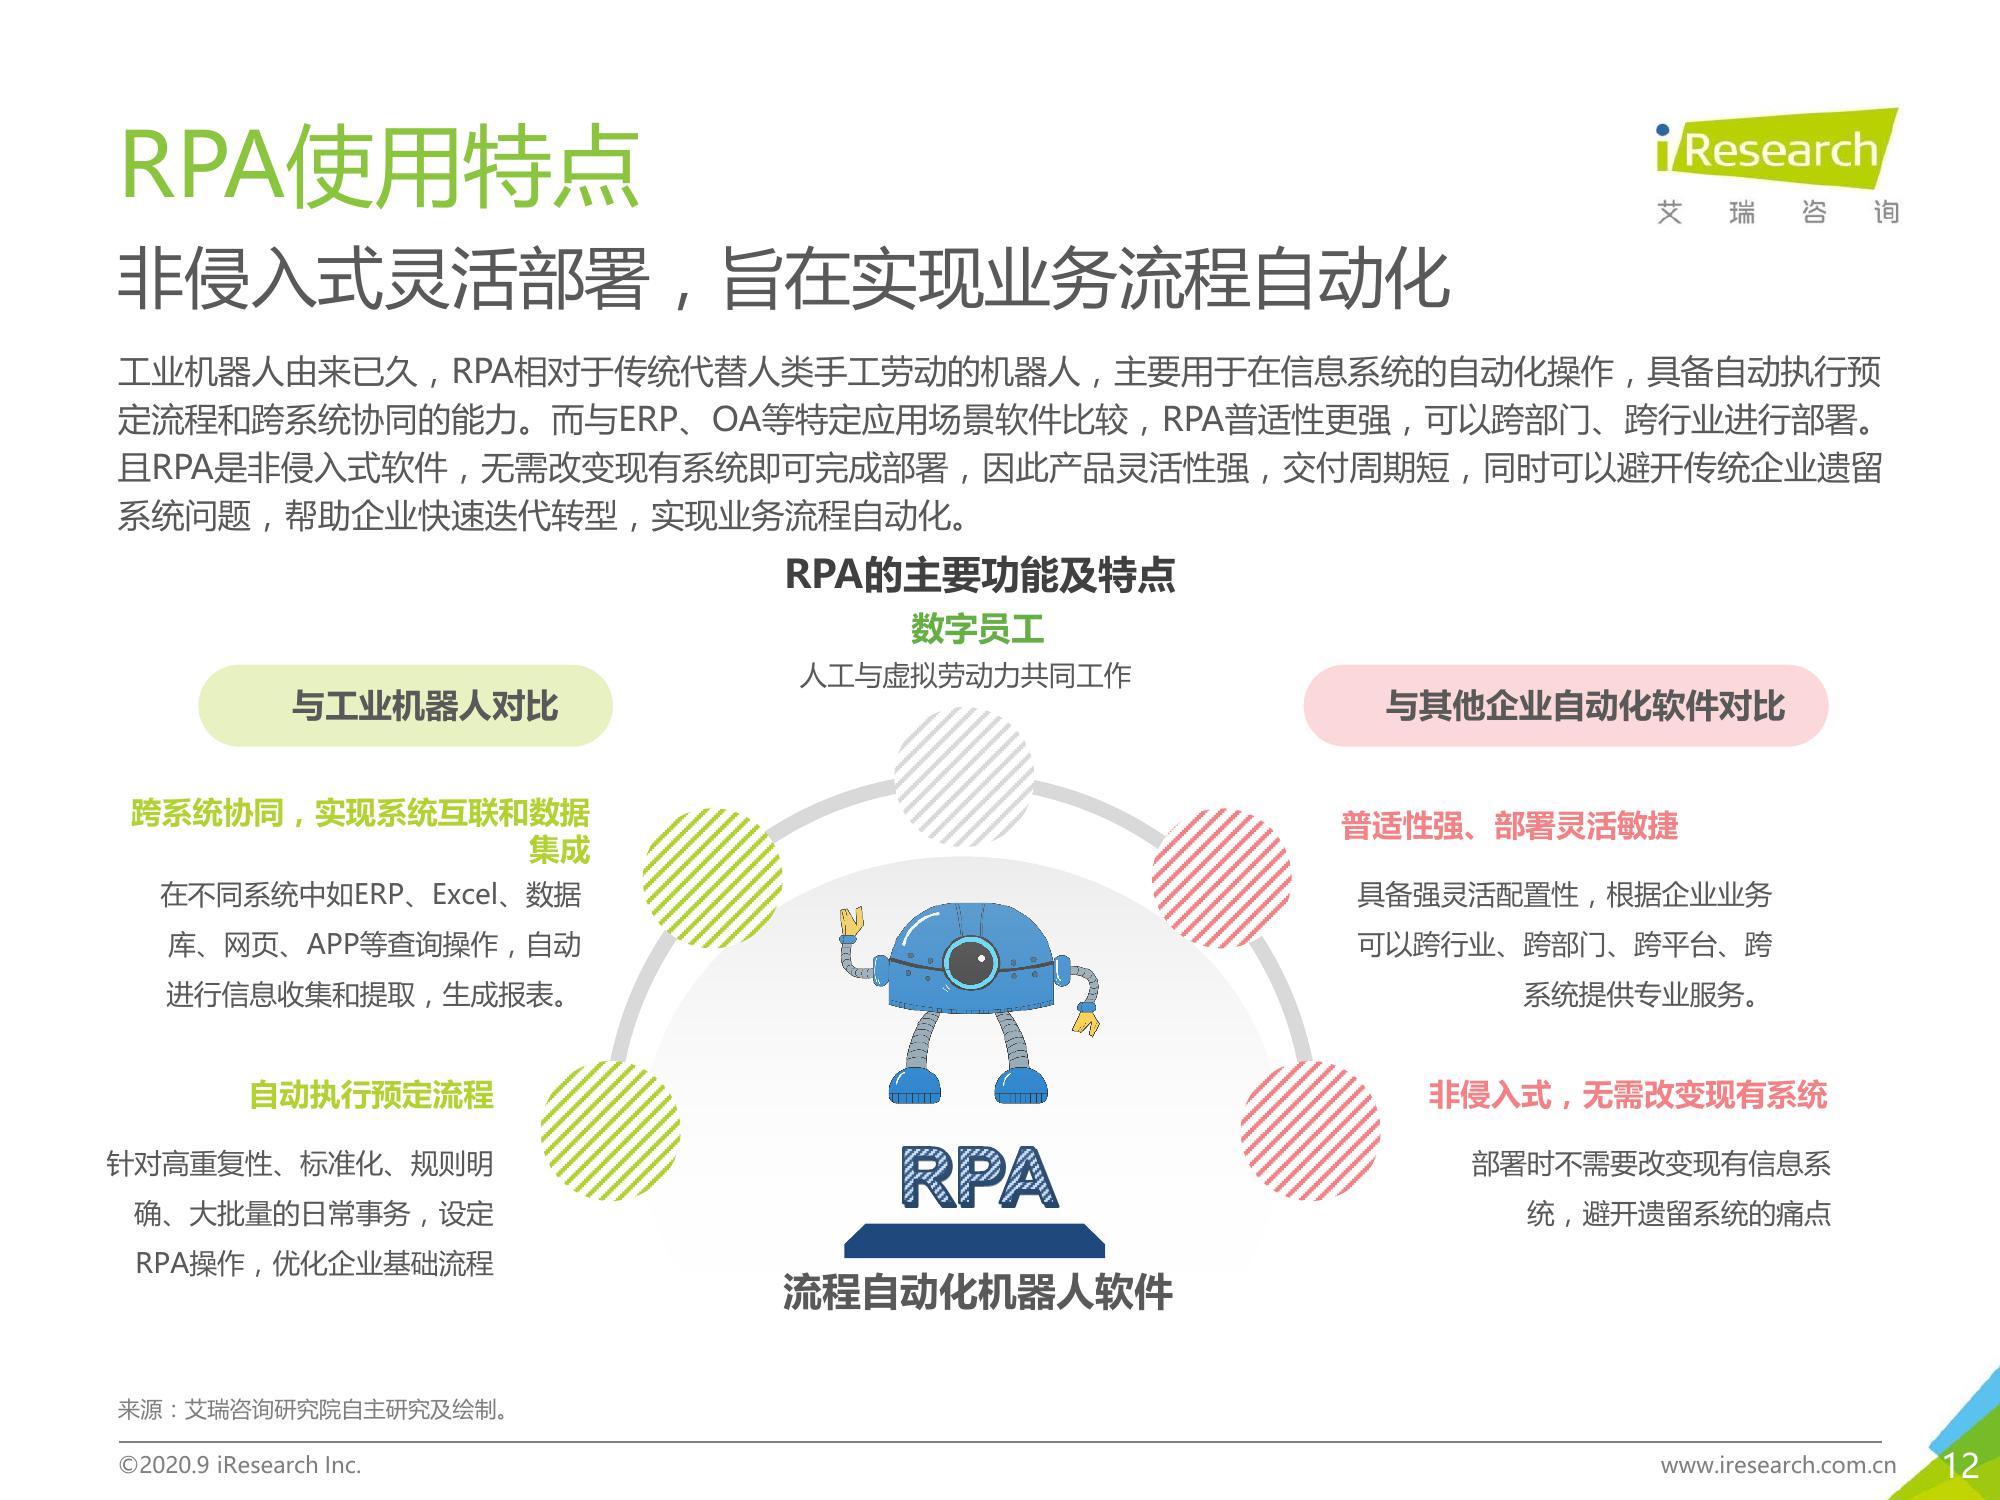 RPA使用特点
iResearch
艾瑞咨询
非侵入式灵活部署，旨在实现业务流程自动化
工业机器人由来已久，RPA相对于传统代替人类手工劳动的机器人，主要用于在信息系统的自动化操作，具备自动执行预
定流程和跨系统协同的能力。而与ERP、OA等特定应用场景软件比较，RPA普适性更强，可以跨部门、跨行业进行部署。
且RPA是非侵入式软件，无需改变现有系统即可完成部署，因此产品灵活性强，交付周期短，同时可以避开传统企业遗留
系统问题，帮助企业快速迭代转型，实现业务流程自动化。
RPA的主要功能及特点
数字员工
人工与虚拟劳动力共同工作
与工业机器人对比
跨系统协同，实现系统互联和数据
集成
在不同系统中如ERP、Excel、数据
库、网页、APP等查询操作，自动
进行信息收集和提取，生成报表。
自动执行预定流程
针对高重复性、标准化、规则明
确、大批量的日常事务，设定
RPA操作，优化企业基础流程
与其他企业自动化软件对比
普适性强、部署灵活敏捷
具备强灵活配置性，根据企业业务
可以跨行业、跨部门、跨平台、跨
系统提供专业服务。
非侵入式，无需改变现有系统
部署时不需要改变现有信息系
统，避开遗留系统的痛点
RPA
流程自动化机器人软件
来源：艾瑞咨询研究院自主研究及绘制。
©2020.9 iResearch Inc.
www.iresearch.com.cn
12